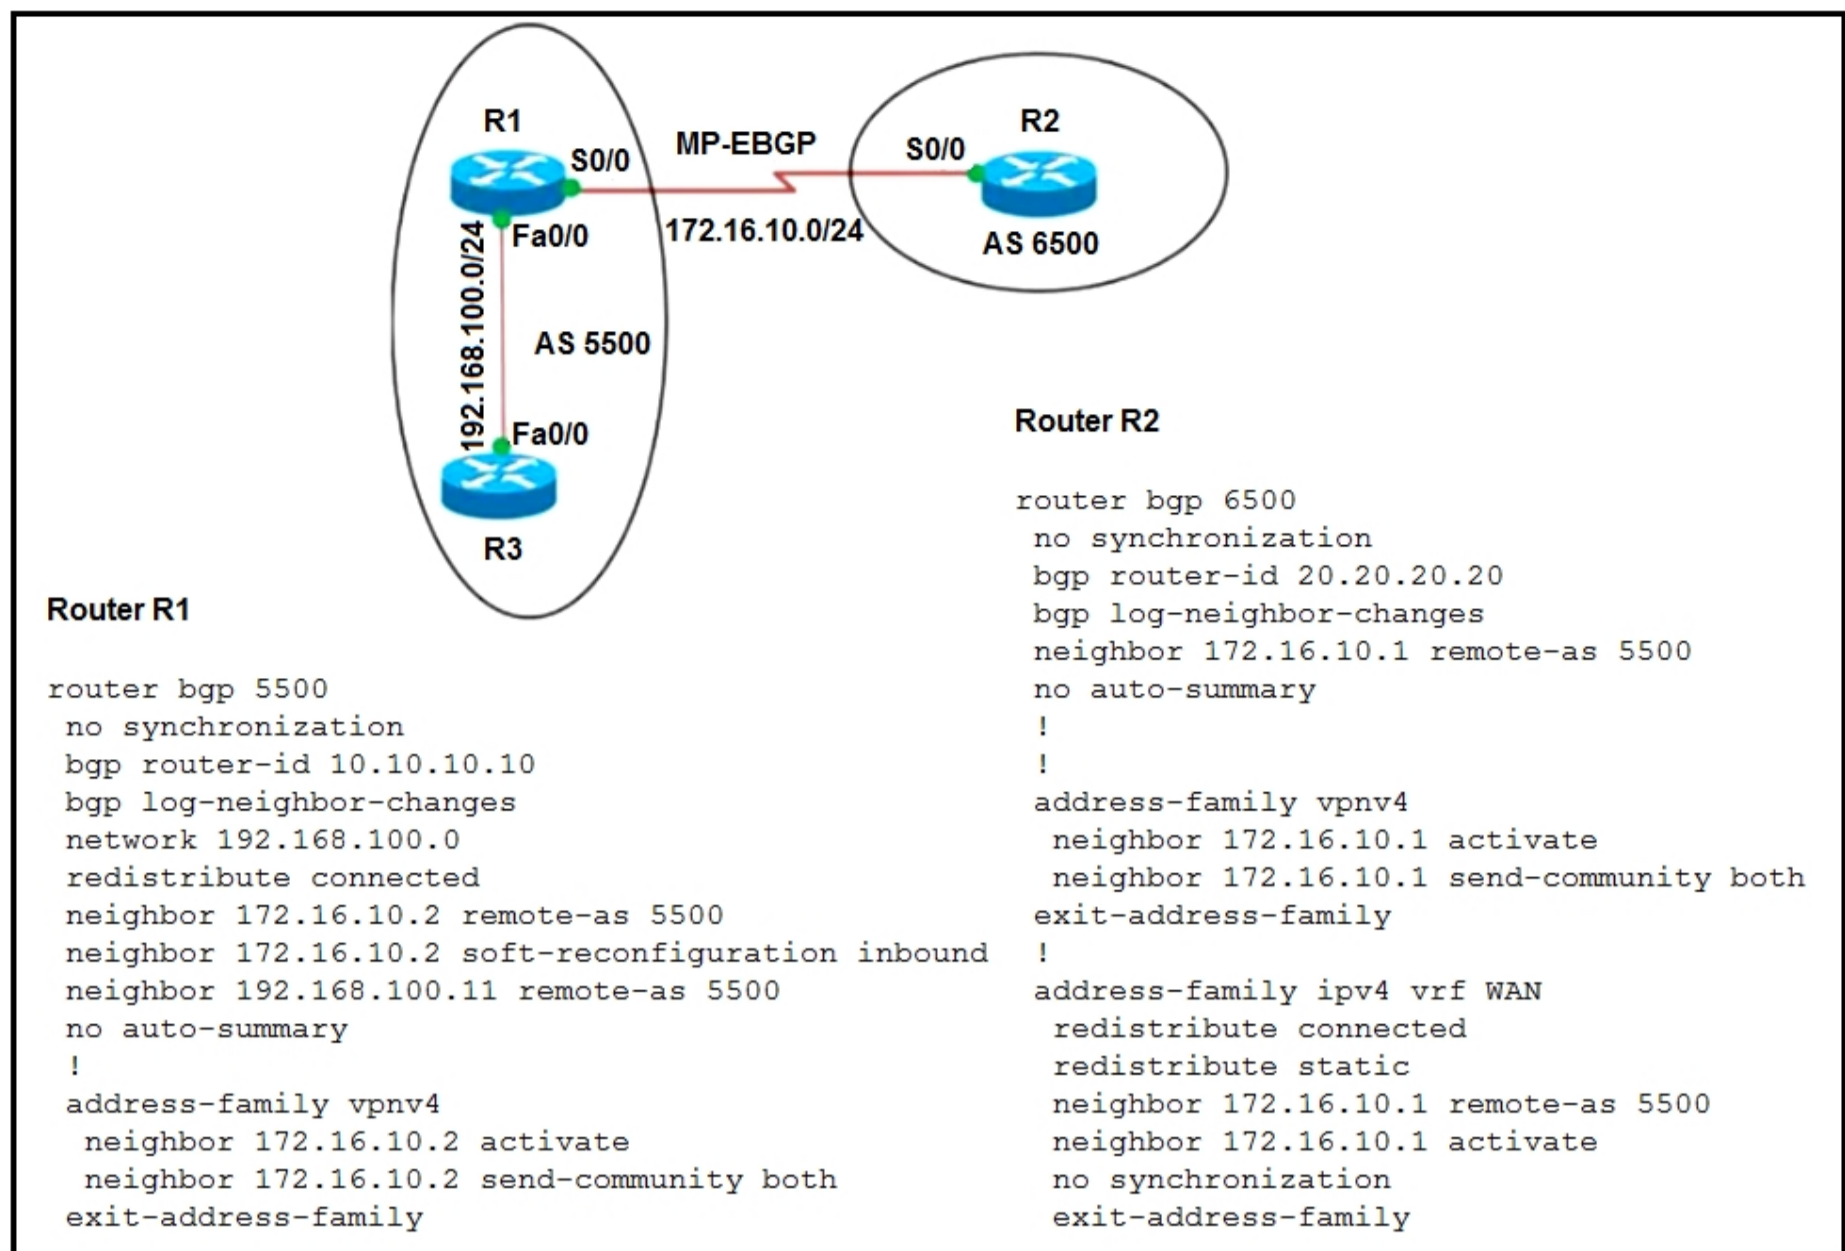 R1
S0/0
MP-EBGP
S0/0
R2
172.16.10.0/24
AS 6500
Fa0/0
192.168.100.0/24
AS 5500
Fa0/0
R3
Router R1
router bgp 5500
no synchronization
bgp router-id 10.10.10.10
bgp log-neighbor-changes
network 192.168.100.0
redistribute connected
neighbor 172.16.10.2 remote-as 5500
neighbor 172.16.10.2 soft-reconfiguration inbound
neighbor 192.168.100.11 remote-as 5500
no auto-summary
!
address-family vpnv4
neighbor 172.16.10.2 activate
neighbor 172.16.10.2 send-community both
exit-address-family
Router R2
router bgp 6500
no synchronization
bgp router-id 20.20.20.20
bgp log-neighbor-changes
neighbor 172.16.10.1 remote-as 5500
no auto-summary
!
!
address-family vpnv4
neighbor 172.16.10.1 activate
neighbor 172.16.10.1 send-community both
exit-address-family
!
address-family ipv4 vrf WAN
redistribute connected
redistribute static
neighbor 172.16.10.1 remote-as 5500
neighbor 172.16.10.1 activate
no synchronization
exit-address-family